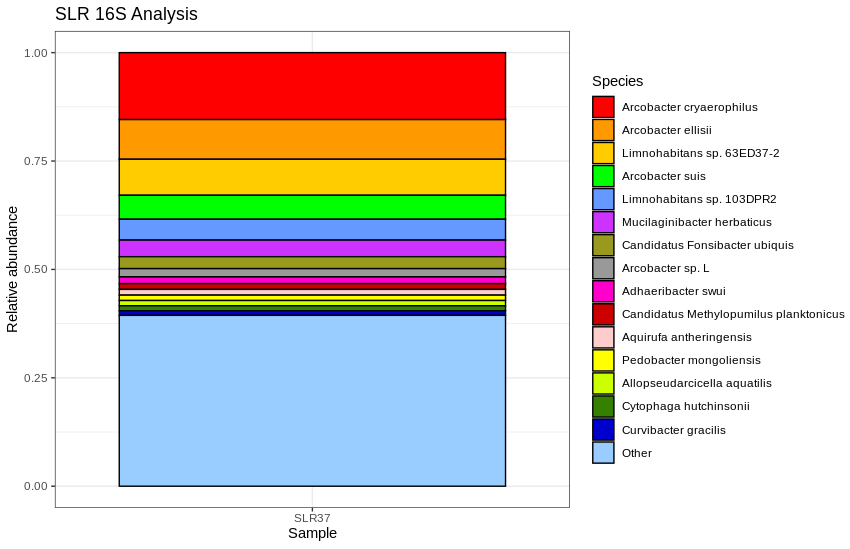 SLR 16S Analysis
Relative abundance
1.00
0.75
0.50
0.25
0.00
SLR37
Sample
Species
Arcobacter cryaerophilus
Arcobacter ellisii
Limnohabitans sp. 63ED37-2
Arcobacter suis
Limnohabitans sp. 103DPR2
Mucilaginibacter herbaticus
Candidatus Fonsibacter ubiquis
Arcobacter sp. L
Adhaeribacter swui
Candidatus Methylopumilus planktonicus
Aquirufa antheringensis
Pedobacter mongoliensis
Allopseudarcicella aquatilis
Cytophaga hutchinsonii
Curvibacter gracilis
Other